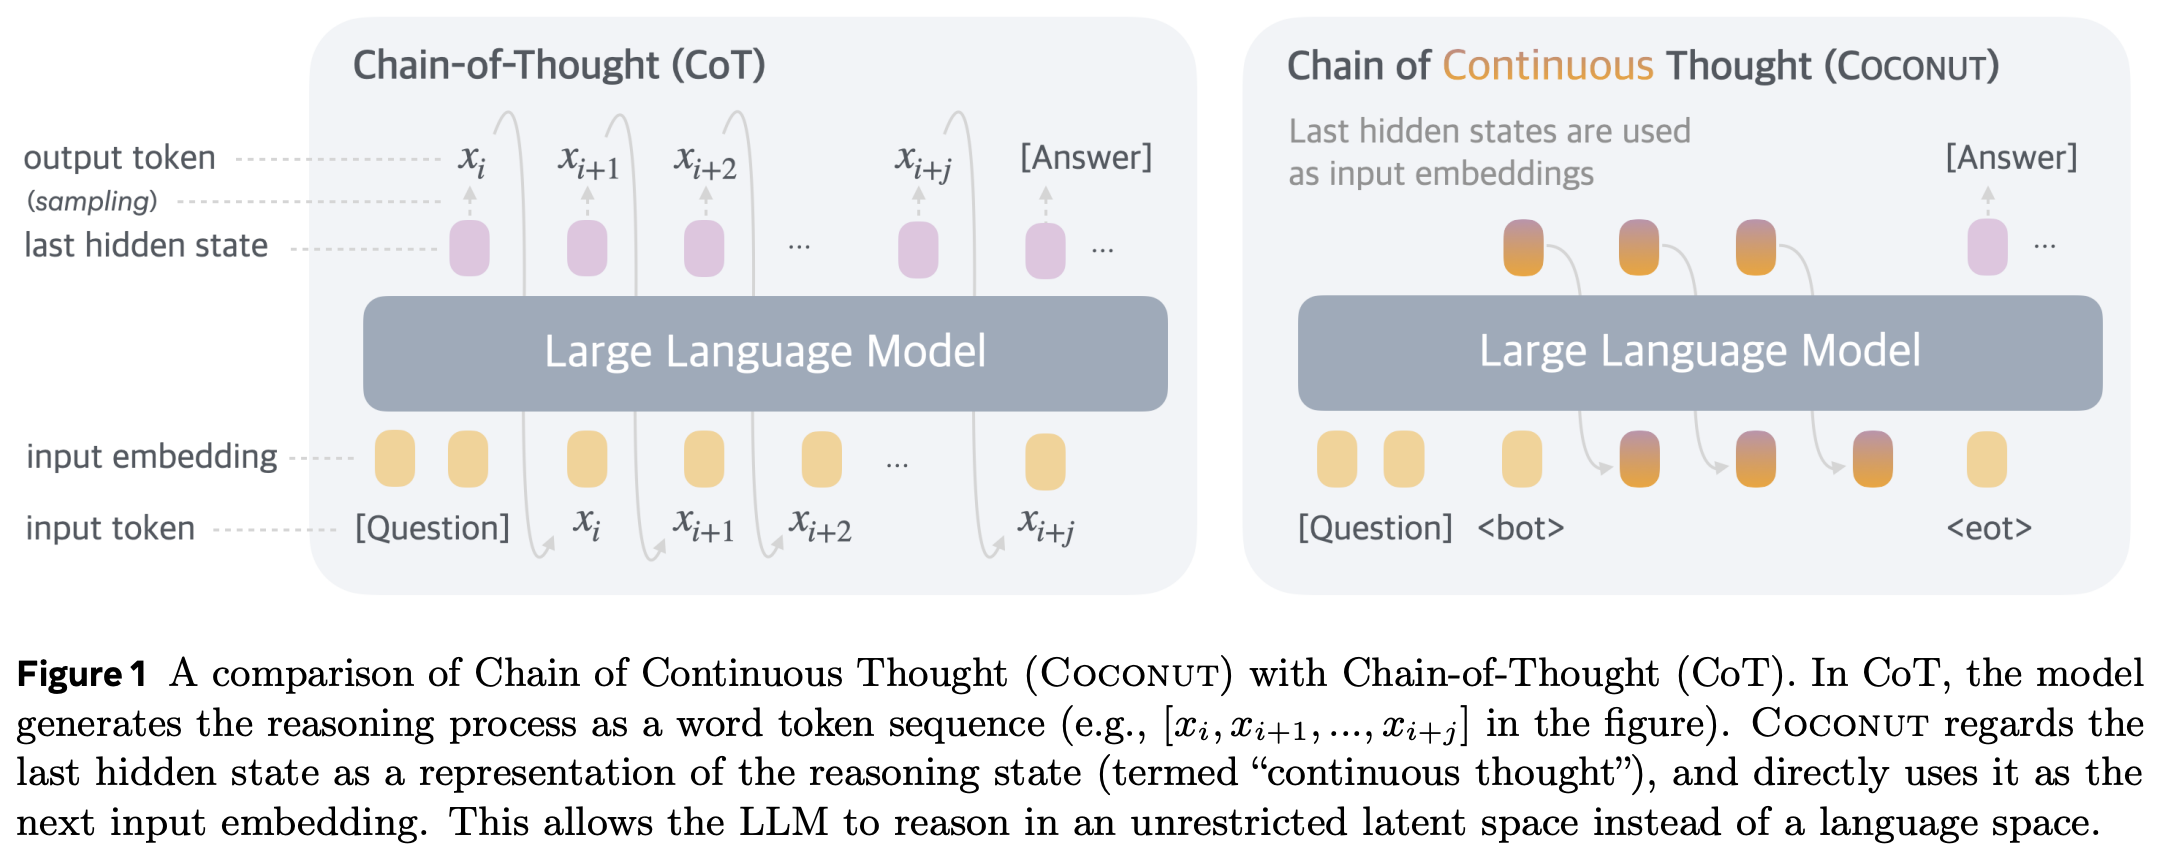 Chain-of-Thought (CoT)
output token
x_i
x_{i+1}
x_{i+2}
x_{i+j}
[Answer]
(sampling)
last hidden state
...
...
Large Language Model
input embedding
...
input token
[Question]
x_i
x_{i+1}
x_{i+2}
x_{i+j}
Chain of Continuous Thought (COCONUT)
Last hidden states are used
as input embeddings
[Answer]
...
Large Language Model
[Question]
<bot>
<eot>
Figure 1 A comparison of Chain of Continuous Thought (COCONUT) with Chain-of-Thought (CoT). In CoT, the model
generates the reasoning process as a word token sequence (e.g., [x_i, x_{i+1}, ..., x_{i+j}] in the figure). COCONUT regards the
last hidden state as a representation of the reasoning state (termed “continuous thought”), and directly uses it as the
next input embedding. This allows the LLM to reason in an unrestricted latent space instead of a language space.